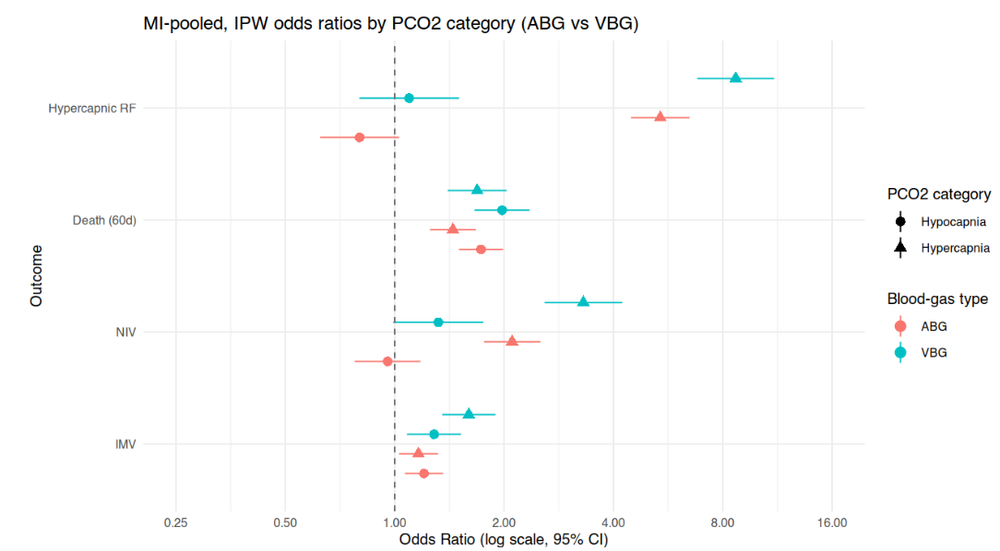 MI-pooled, IPW odds ratios by PCO2 category (ABG vs VBG)
Outcome
Hypercapnic RF
Death (60d)
NIV
IMV
0.25 0.50 1.00 2.00 4.00 8.00 16.00
Odds Ratio (log scale, 95% CI)
PCO2 category
Hypocapnia
Hypercapnia
Blood-gas type
ABG
VBG